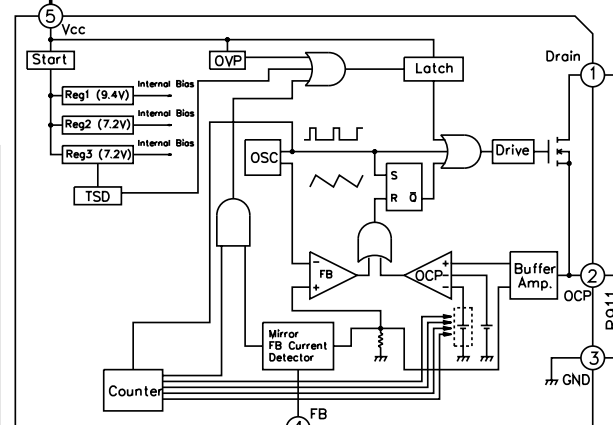 5
Vcc
Start
OVP
Latch
Drain
1
Internal Bias
Reg1 (9.4V)
Internal Bias
Reg2 (7.2V)
Internal Bias
Reg3 (7.2V)
OSC
Drive
TSD
S
R Q̅
- FB +
+ OCP - -
Buffer
Amp.
2
OCP
R911
Mirror
FB Current
Detector
3
GND
Counter
4
FB